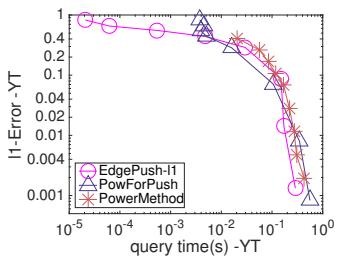 l1-Error -YT
1
0.4
0.2
0.1
0.04
0.02
0.01
0.004
0.001
EdgePush-l1
PowForPush
PowerMethod
10^-5 10^-4 10^-3 10^-2 10^-1 10^0
query time(s) -YT